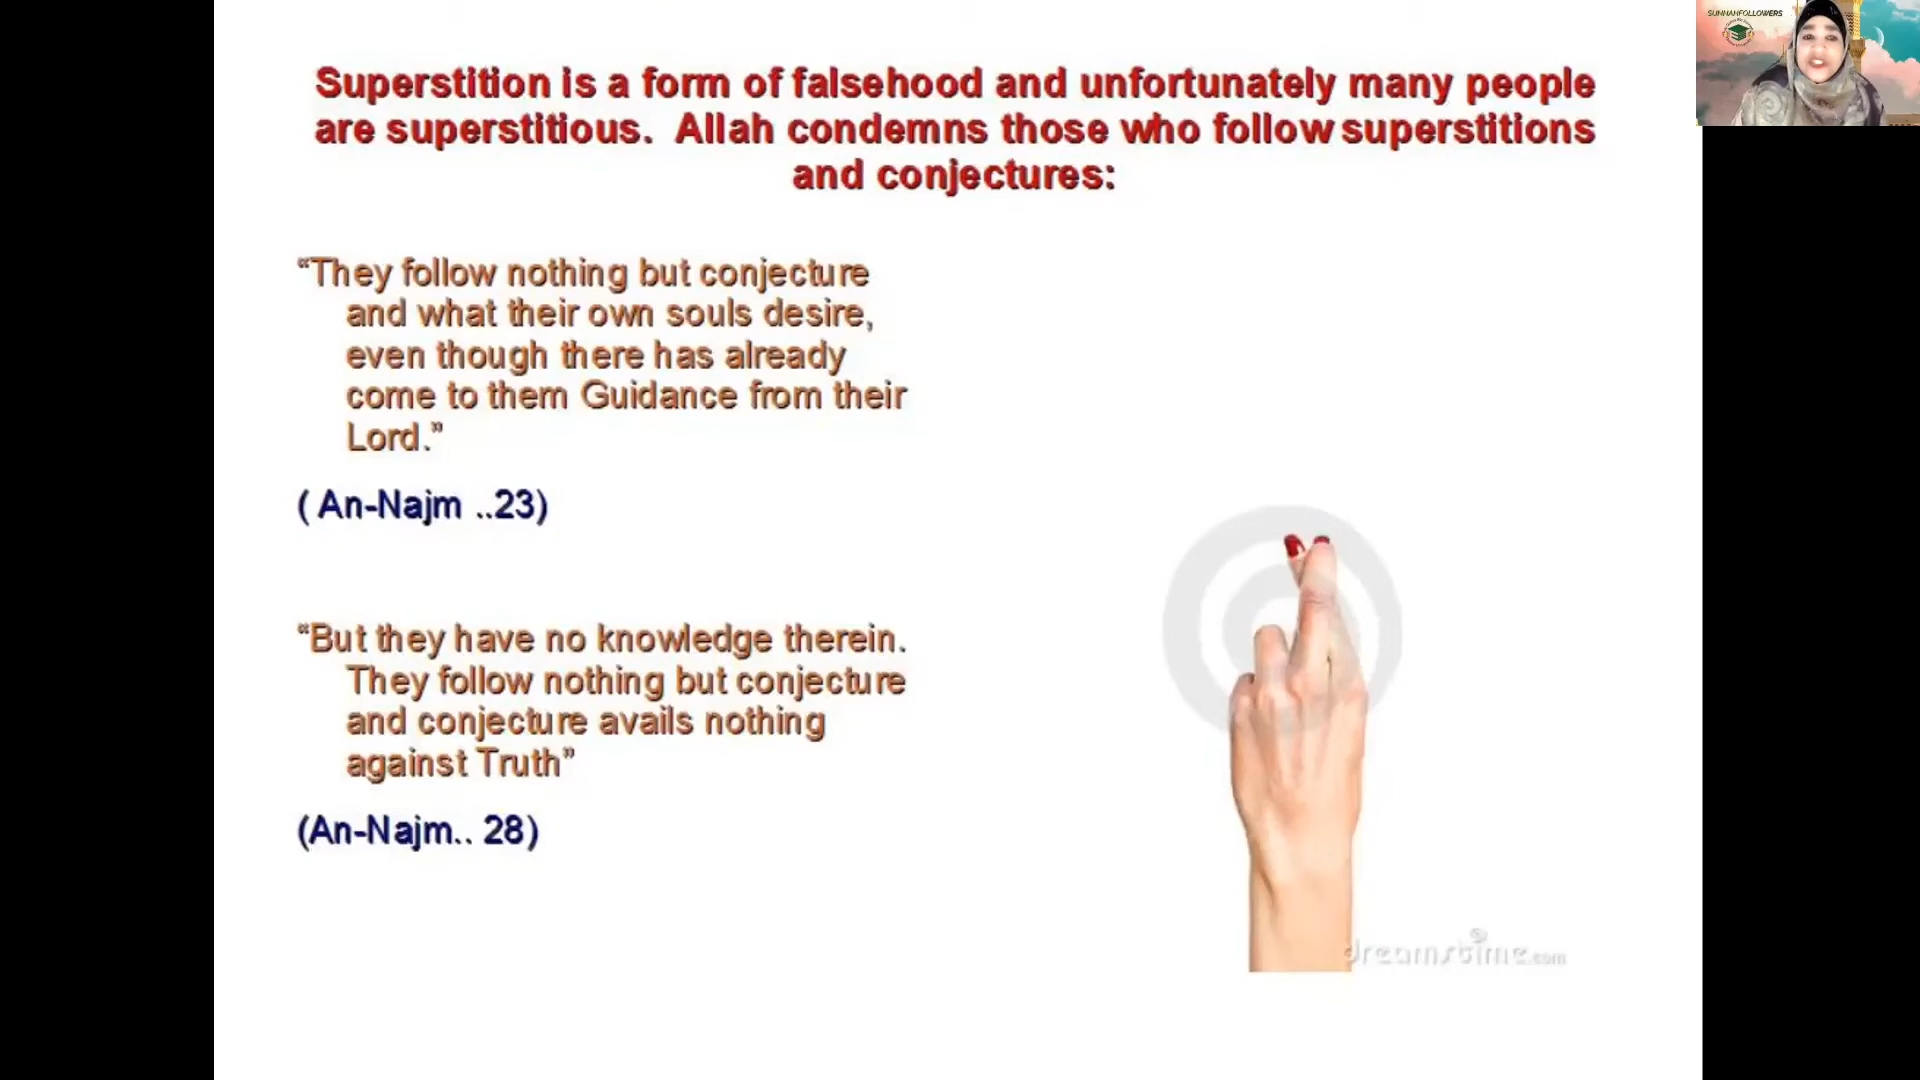 SUNNAHFOLLOWERS
Superstition is a form of falsehood and unfortunately many people
are superstitious. Allah condemns those who follow superstitions
and conjectures:
“They follow nothing but conjecture
and what their own souls desire,
even though there has already
come to them Guidance from their
Lord.”
( An-Najm ..23)
“But they have no knowledge therein.
They follow nothing but conjecture
and conjecture avails nothing
against Truth”
(An-Najm.. 28)
dreamstime.com